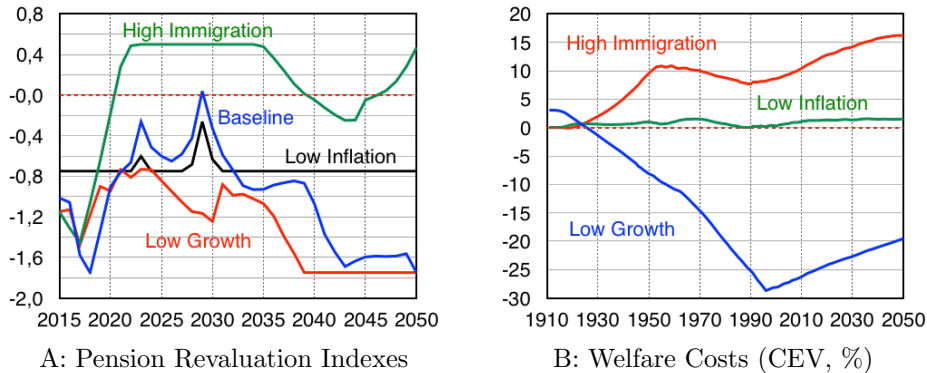 0,8
0,4
-0,0
-0,4
-0,8
-1,2
-1,6
-2,0
High Immigration
Baseline
Low Inflation
Low Growth
2015 2020 2025 2030 2035 2040 2045 2050
A: Pension Revaluation Indexes
20
15
10
5
0
-5
-10
-15
-20
-25
-30
High Immigration
Low Inflation
Low Growth
1910 1930 1950 1970 1990 2010 2030 2050
B: Welfare Costs (CEV, %)